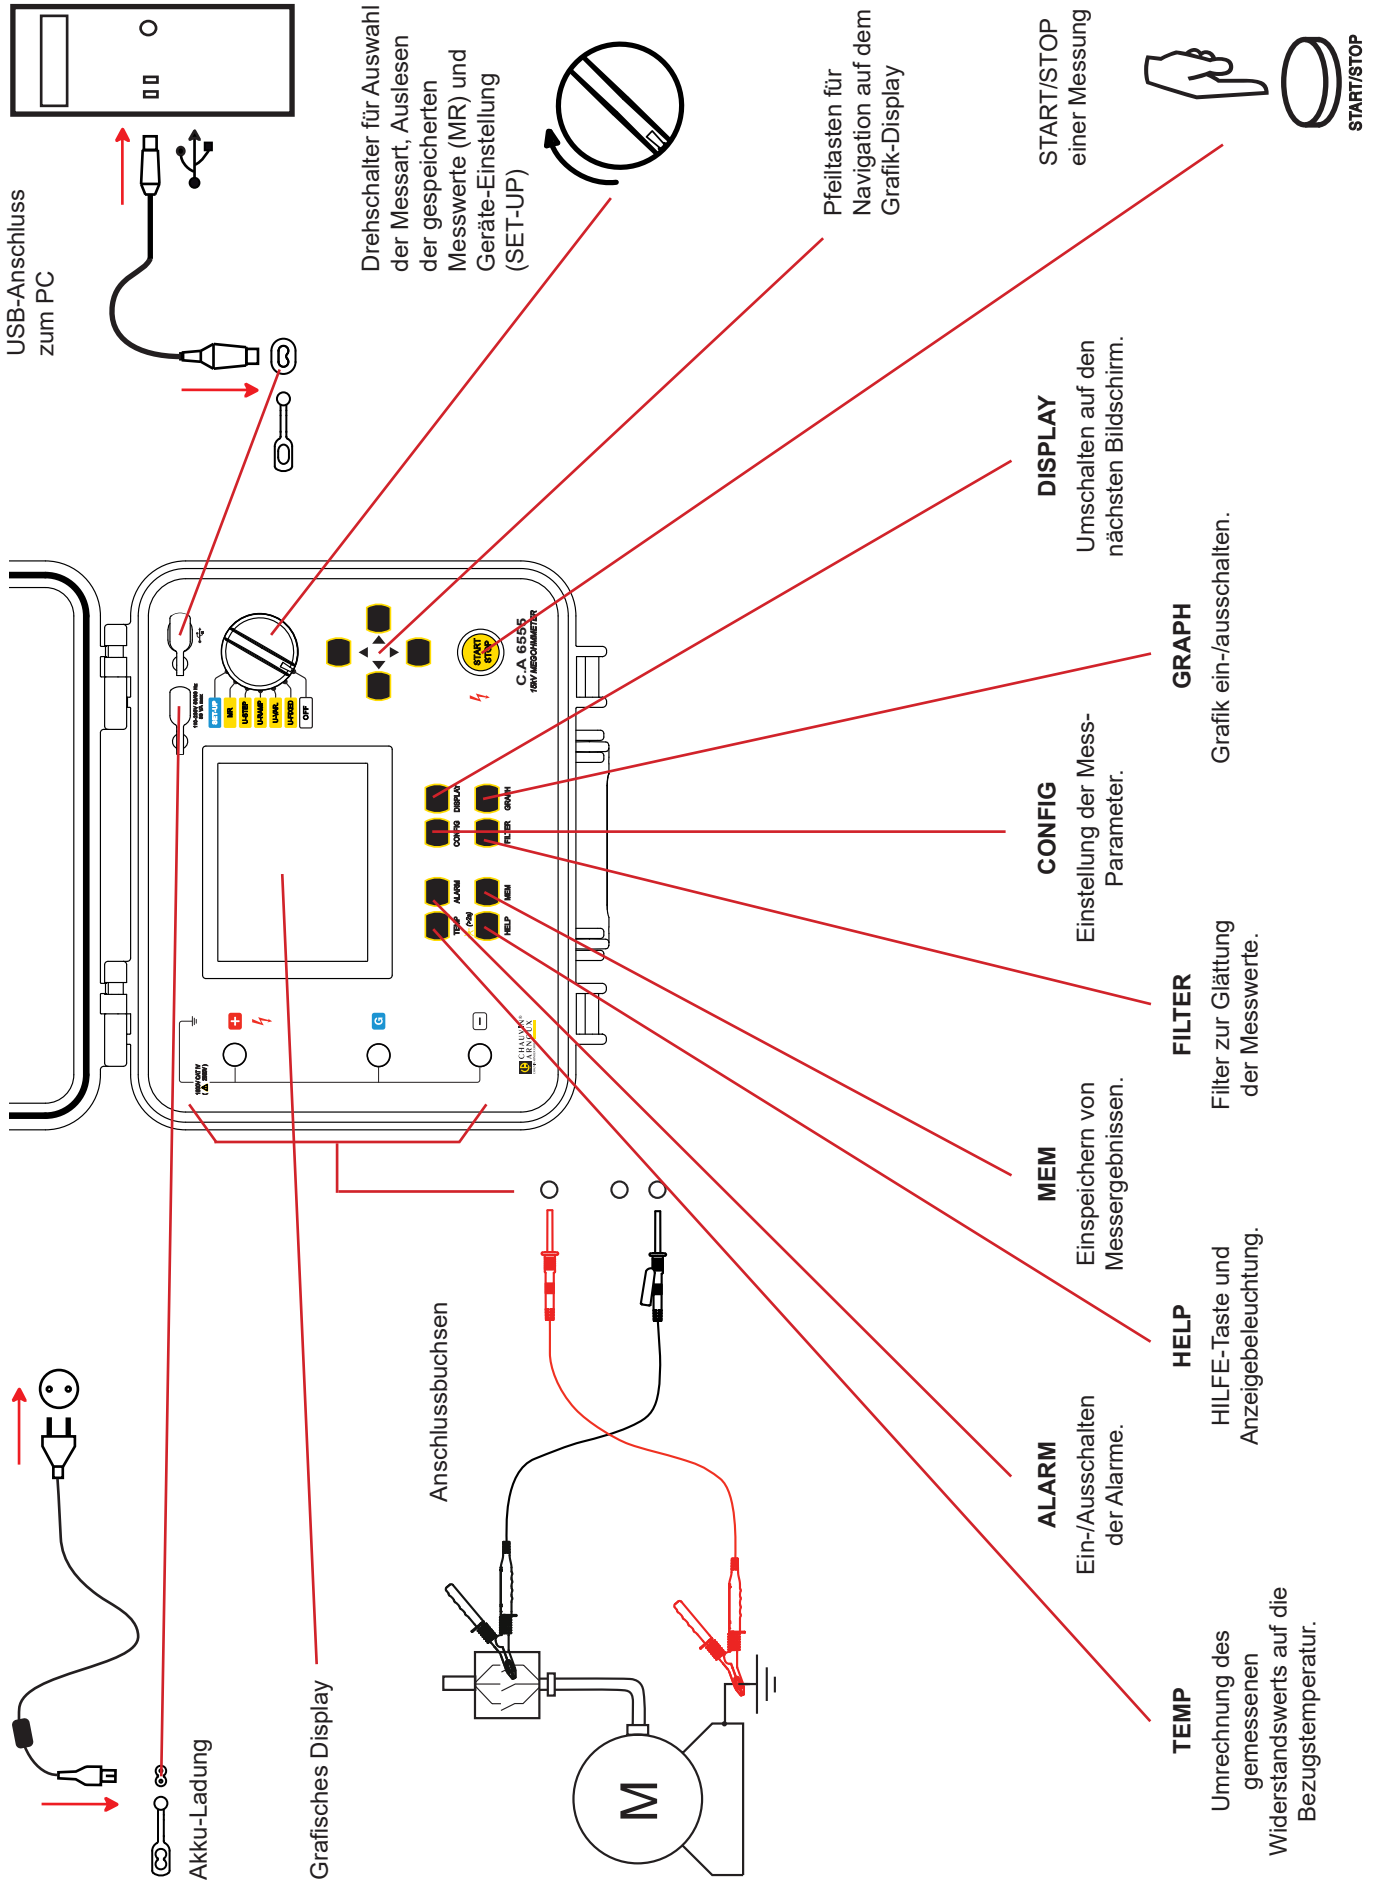 Akku-Ladung
Grafisches Display
Anschlussbuchsen
USB-Anschluss
zum PC
Drehschalter für Auswahl
der Messart, Auslesen
der gespeicherten
Messwerte (MR) und
Geräte-Einstellung
(SET-UP)
Pfeiltasten für
Navigation auf dem
Grafik-Display
START/STOP
einer Messung
START/STOP
+
G
−
CHAUVIN®
ARNOUX
SET-UP
MR
U-STEP
U-RAMP
U-VAR.
U-FIXED
OFF
START
STOP
C.A 6555
15kV MEGOHMMETER
TEMP
ALARM
CONFIG
DISPLAY
(>2s)
HELP
MEM
FILTER
GRAPH
M
TEMP
Umrechnung des
gemessenen
Widerstandswerts auf die
Bezugstemperatur.
ALARM
Ein-/Ausschalten
der Alarme.
HELP
HILFE-Taste und
Anzeigebeleuchtung.
MEM
Einspeichern von
Messergebnissen.
FILTER
Filter zur Glättung
der Messwerte.
CONFIG
Einstellung der Mess-
Parameter.
GRAPH
Grafik ein-/ausschalten.
DISPLAY
Umschalten auf den
nächsten Bildschirm.